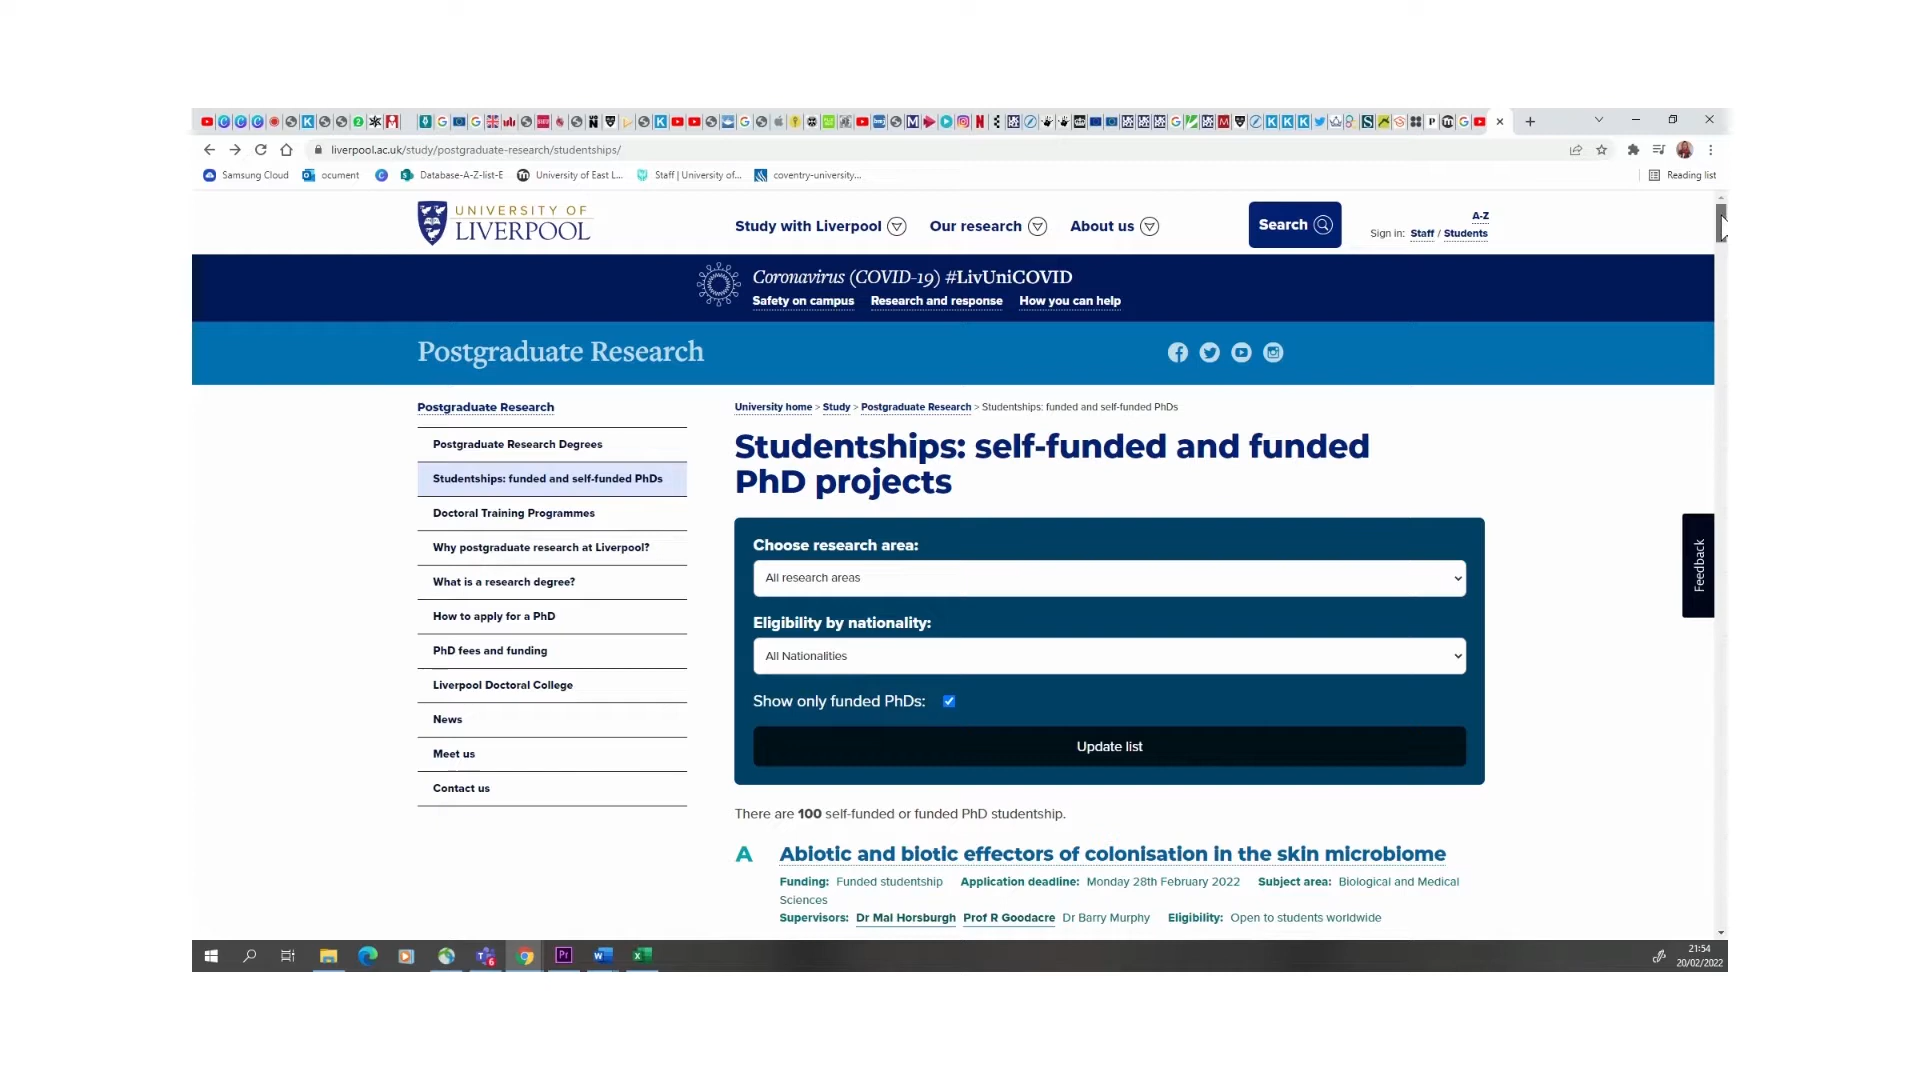 liverpool.ac.uk/study/postgraduate-research/studentships/
Samsung Cloud ocument Database-A-Z-list-E University of East L... Staff | University of... coventry-university... Reading list
UNIVERSITY OF
LIVERPOOL
Study with Liverpool Our research About us Search
A-Z
Sign in: Staff / Students
Coronavirus (COVID-19) #LivUniCOVID
Safety on campus Research and response How you can help
Postgraduate Research
Postgraduate Research
Postgraduate Research Degrees
Studentships: funded and self-funded PhDs
Doctoral Training Programmes
Why postgraduate research at Liverpool?
What is a research degree?
How to apply for a PhD
PhD fees and funding
Liverpool Doctoral College
News
Meet us
Contact us
University home > Study > Postgraduate Research > Studentships: funded and self-funded PhDs
Studentships: self-funded and funded
PhD projects
Choose research area:
All research areas
Eligibility by nationality:
All Nationalities
Show only funded PhDs:
Update list
There are 100 self-funded or funded PhD studentship.
A Abiotic and biotic effectors of colonisation in the skin microbiome
Funding: Funded studentship Application deadline: Monday 28th February 2022 Subject area: Biological and Medical
Sciences
Supervisors: Dr Mal Horsburgh Prof R Goodacre Dr Barry Murphy Eligibility: Open to students worldwide
Feedback
21:54
20/02/2022